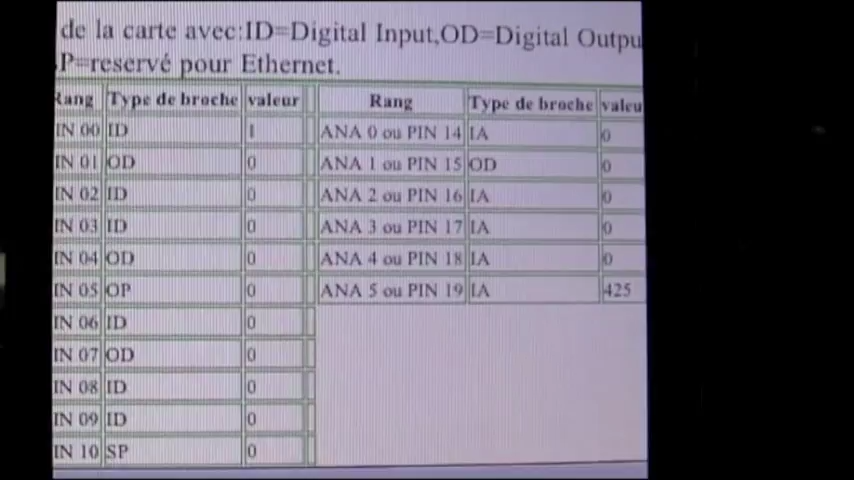 de la carte avec:ID=Digital Input,OD=Digital Outpu
P=reservé pour Ethernet.
Rang Type de broche valeur Rang Type de broche valeu
IN 00 ID 1 ANA 0 ou PIN 14 IA 0
IN 01 OD 0 ANA 1 ou PIN 15 OD 0
IN 02 ID 0 ANA 2 ou PIN 16 IA 0
IN 03 ID 0 ANA 3 ou PIN 17 IA 0
IN 04 OD 0 ANA 4 ou PIN 18 IA 0
IN 05 OP 0 ANA 5 ou PIN 19 IA 425
IN 06 ID 0
IN 07 OD 0
IN 08 ID 0
IN 09 ID 0
IN 10 SP 0